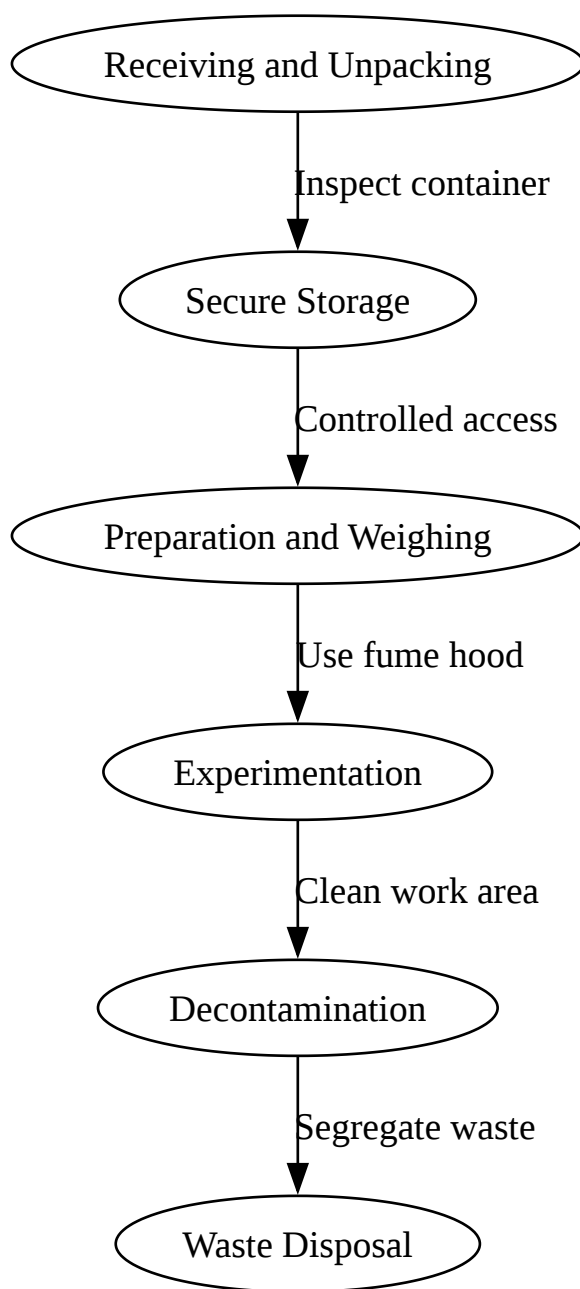 Receiving and Unpacking
Inspect container
Secure Storage
Controlled access
Preparation and Weighing
Use fume hood
Experimentation
Clean work area
Decontamination
Segregate waste
Waste Disposal